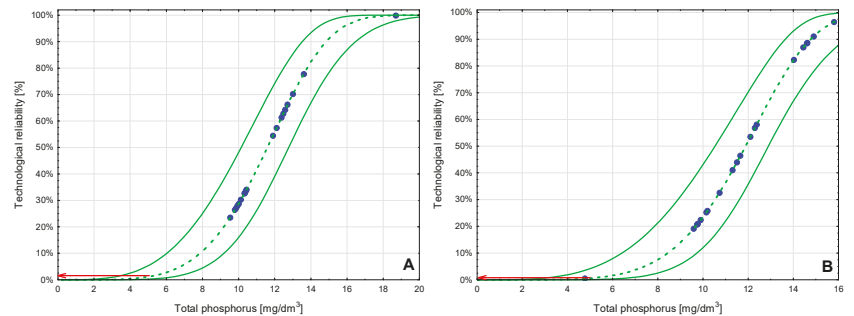 100%
90%
80%
70%
60%
50%
40%
30%
20%
10%
0%
Technological reliability [%]
A
0 2 4 6 8 10 12 14 16 18 20
Total phosphorus [mg/dm³]
100%
90%
80%
70%
60%
50%
40%
30%
20%
10%
0%
Technological reliability [%]
B
0 2 4 6 8 10 12 14 16
Total phosphorus [mg/dm³]